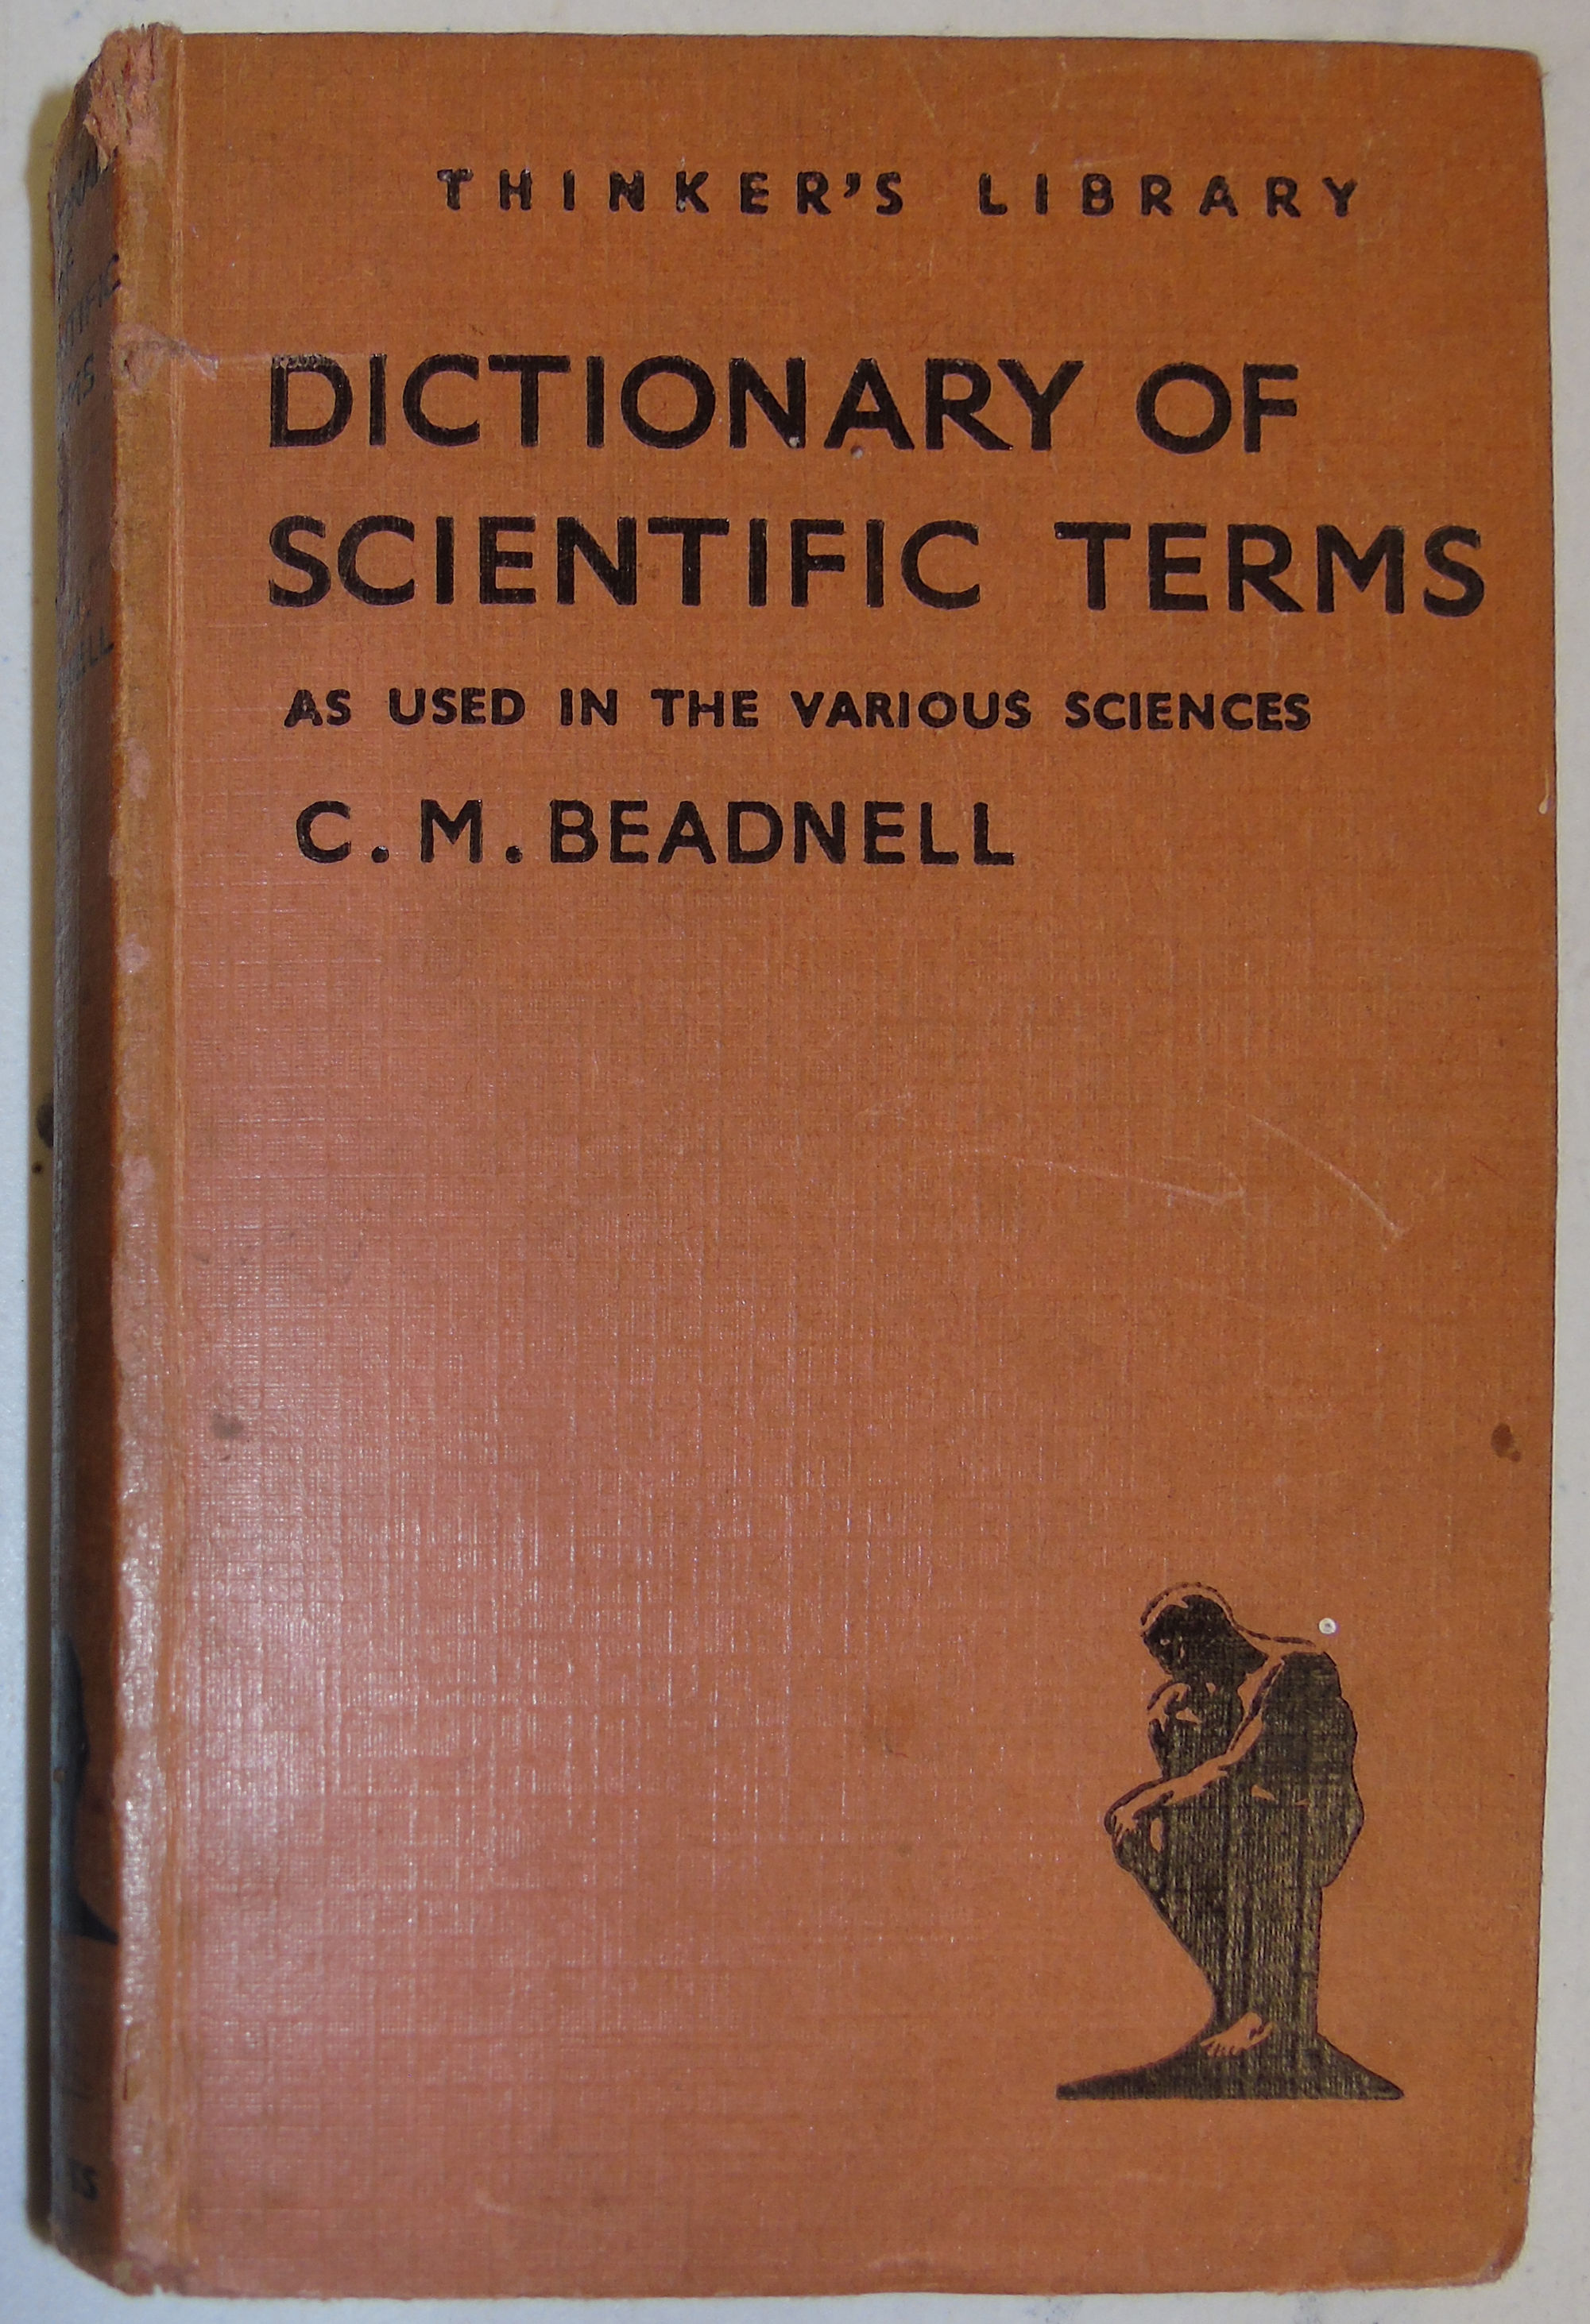 THINKER'S LIBRARY
DICTIONARY OF
SCIENTIFIC TERMS
AS USED IN THE VARIOUS SCIENCES
C. M. BEADNELL